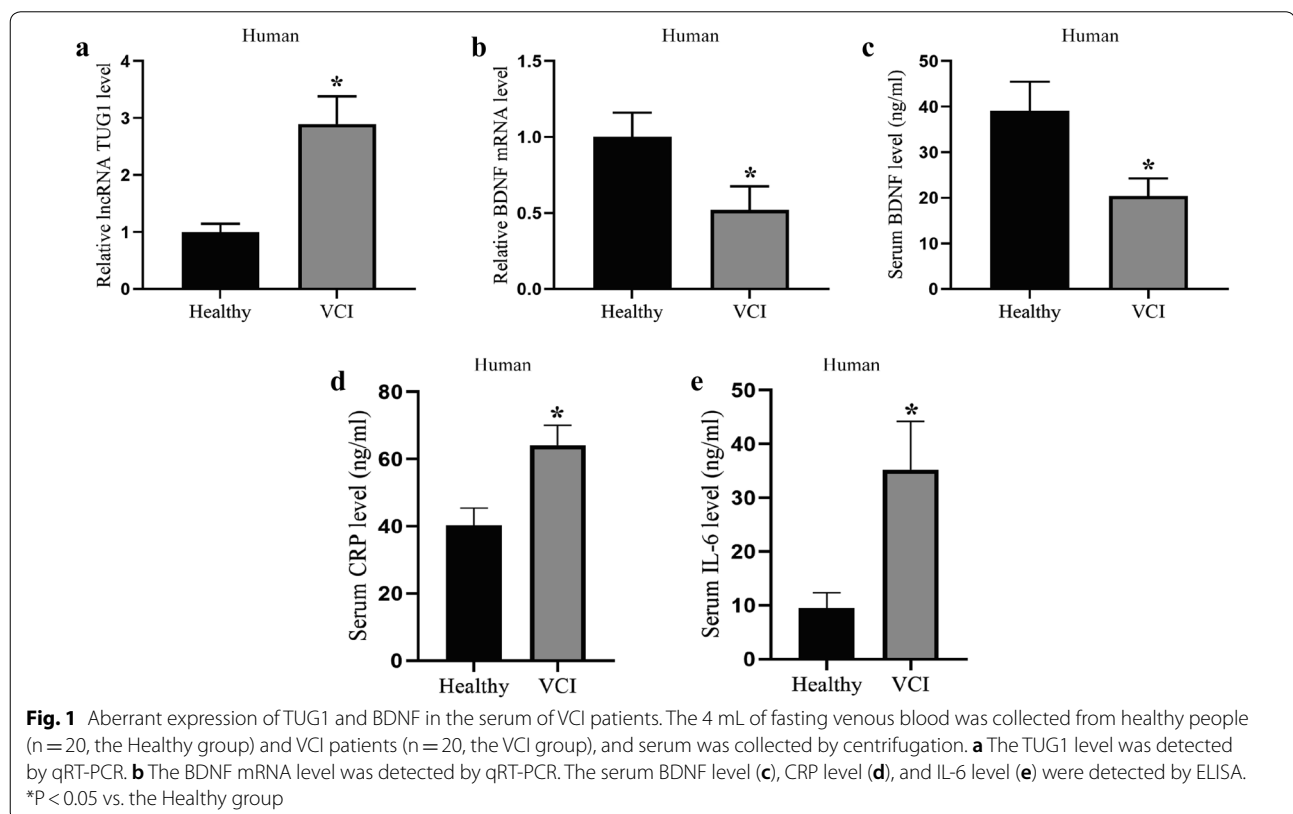 a
Human
Relative lncRNA TUG1 level
4
3
2
1
0
*
Healthy
VCI
b
Human
Relative BDNF mRNA level
1.5
1.0
0.5
0.0
*
Healthy
VCI
c
Human
Serum BDNF level (ng/ml)
50
40
30
20
10
0
*
Healthy
VCI
d
Human
Serum CRP level (ng/ml)
80
60
40
20
0
*
Healthy
VCI
e
Human
Serum IL-6 level (ng/ml)
50
40
30
20
10
0
*
Healthy
VCI
Fig. 1 Aberrant expression of TUG1 and BDNF in the serum of VCI patients. The 4 mL of fasting venous blood was collected from healthy people
(n = 20, the Healthy group) and VCI patients (n = 20, the VCI group), and serum was collected by centrifugation. a The TUG1 level was detected
by qRT-PCR. b The BDNF mRNA level was detected by qRT-PCR. The serum BDNF level (c), CRP level (d), and IL-6 level (e) were detected by ELISA.
*P < 0.05 vs. the Healthy group